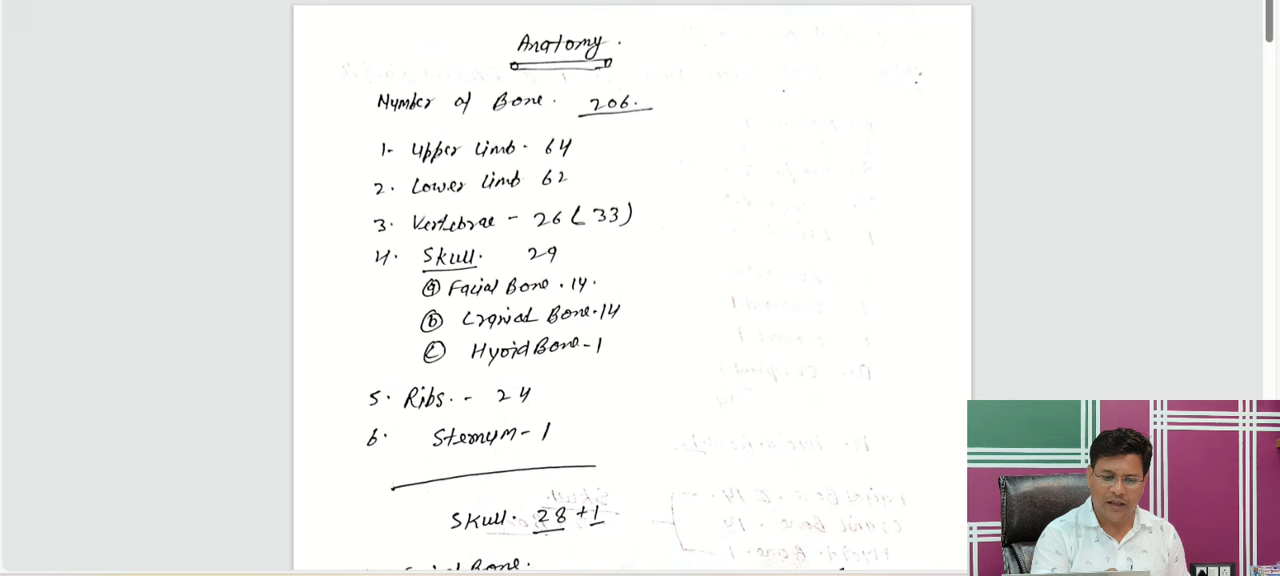 Anatomy.
Number of Bone. 206.
1- Upper limb - 64
2. Lower limb 62
3. Vertebrae - 26 (33)
4. Skull. 29
(a) Facial Bone. 14.
(b) Cranial Bone. 14
(c) Hyoid Bone - 1
5. Ribs. - 24
6. Sternum - 1
Skull. 28 + 1
Bone.